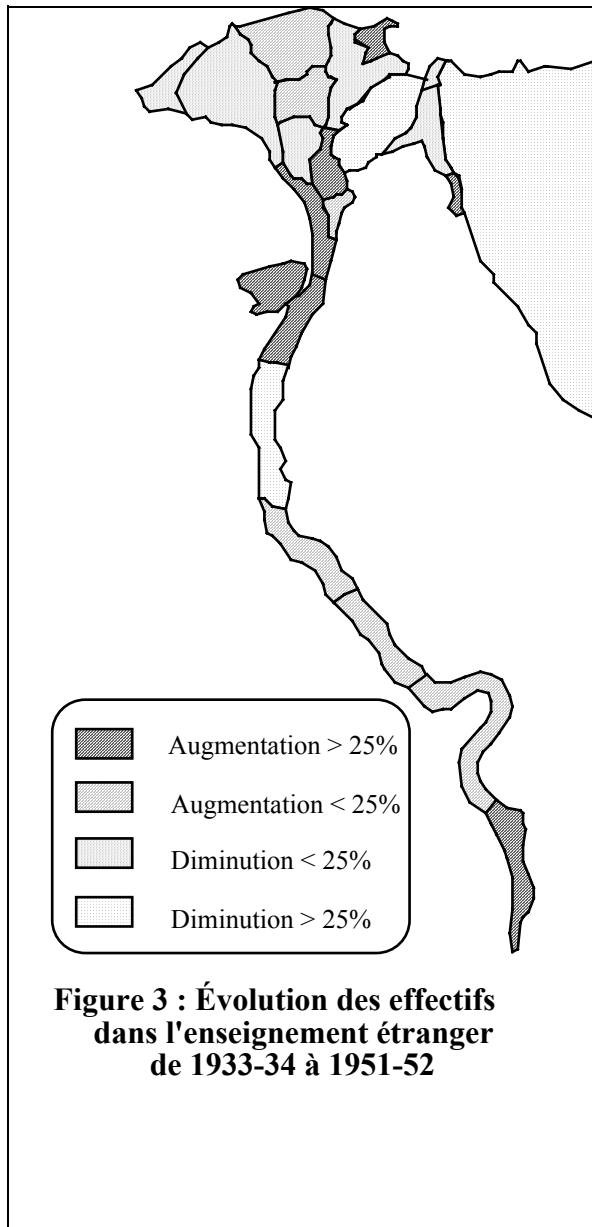 Augmentation > 25%
Augmentation < 25%
Diminution < 25%
Diminution > 25%
Figure 3 : Évolution des effectifs
dans l'enseignement étranger
de 1933-34 à 1951-52